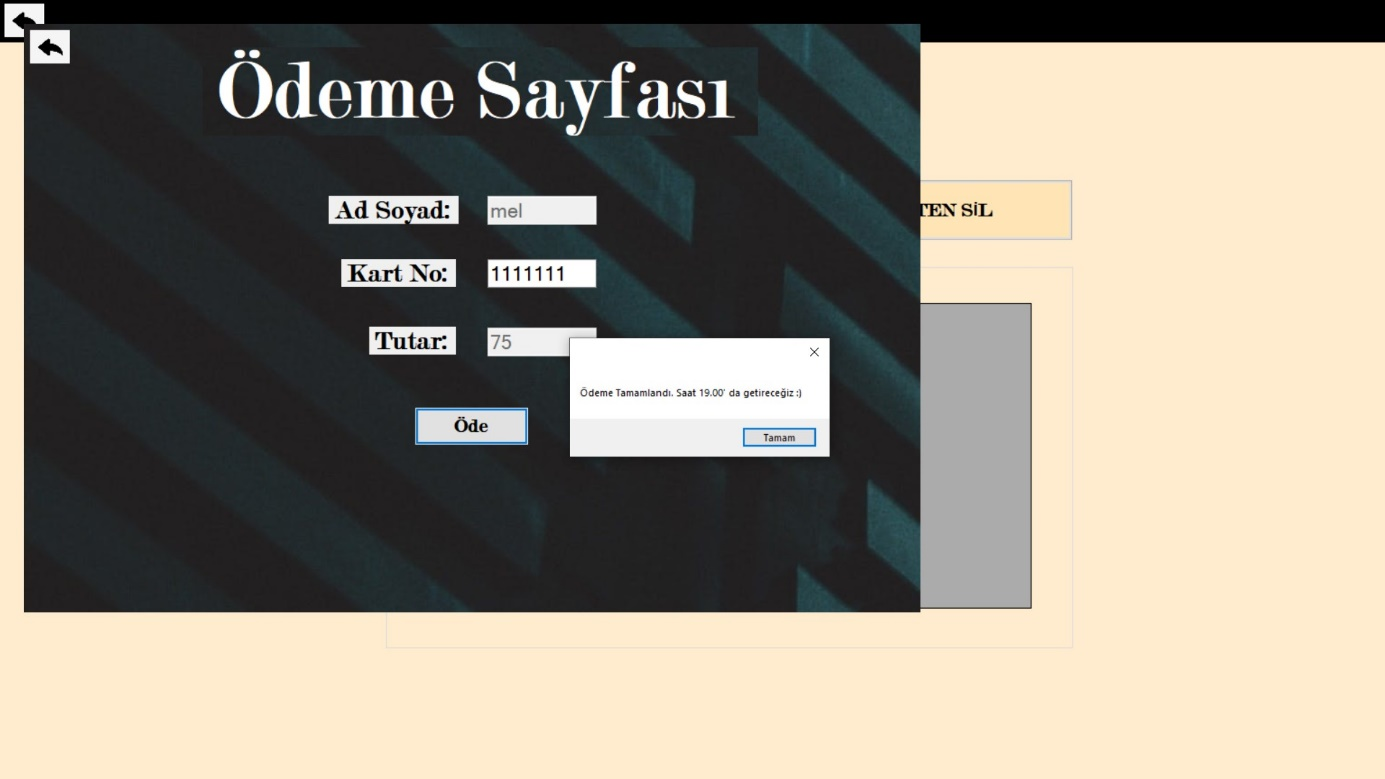 Ödeme Sayfası
Ad Soyad: mel
TEN SİL
Kart No: 1111111
Tutar: 75
Ödeme Tamamlandı. Saat 19.00' da getireceğiz :)
Öde
Tamam